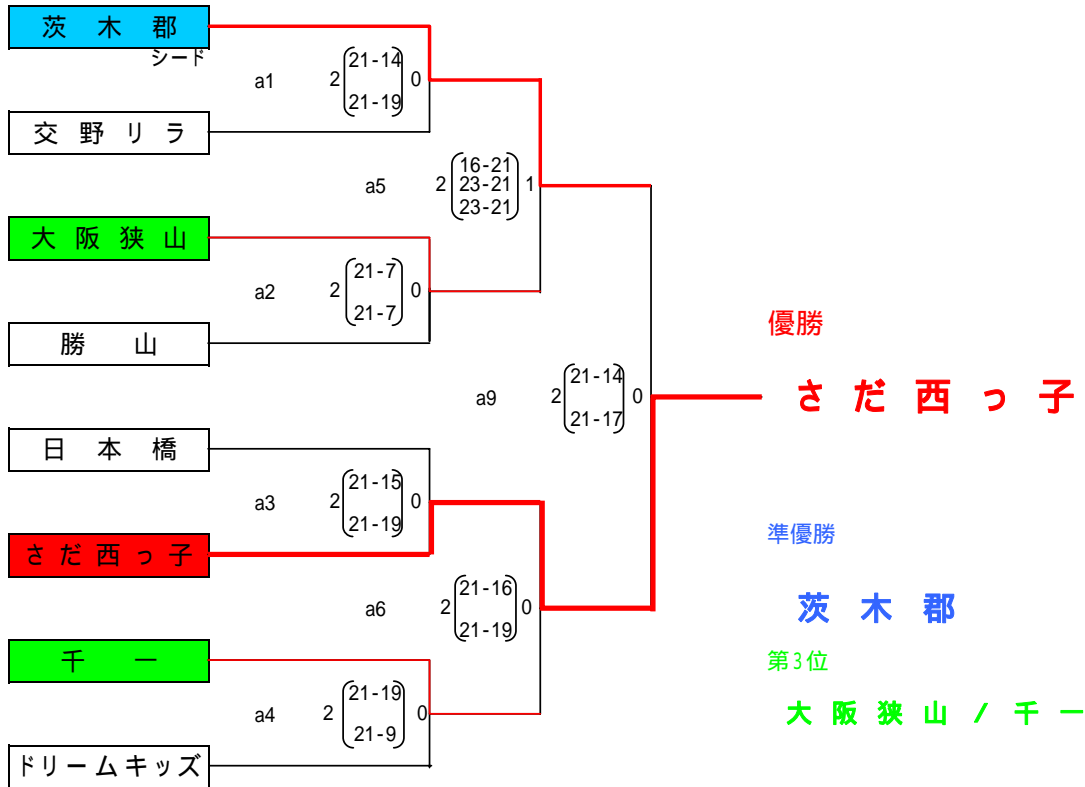 茨木郡
シード
a1 2 21-14 0
21-19
交野リラ
a5 2 16-21 1
23-21
23-21
大阪狭山
a2 2 21-7 0
21-7
勝山
優勝
さだ西っ子
a9 2 21-14 0
21-17
日本橋
a3 2 21-15 0
21-19
さだ西っ子
準優勝
a6 2 21-16 0
21-19
茨木郡
千一
第3位
a4 2 21-19 0
21-9
大阪狭山/千一
ドリームキッズ